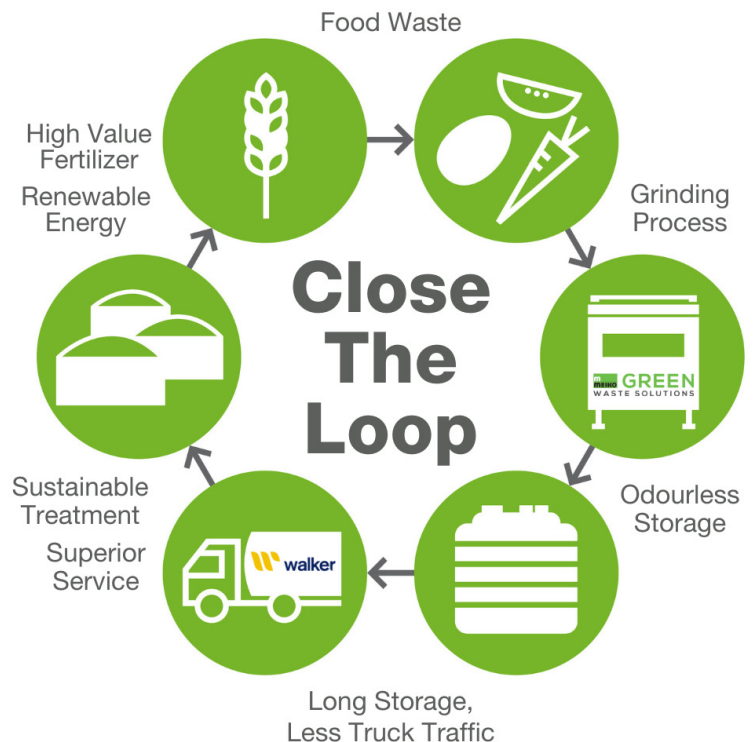 Food Waste
High Value
Fertilizer
Renewable
Energy
Grinding
Process
Close
The
Loop
m
MEIKO GREEN
WASTE SOLUTIONS
Sustainable
Treatment
Superior
Service
Odourless
Storage
walker
Long Storage,
Less Truck Traffic